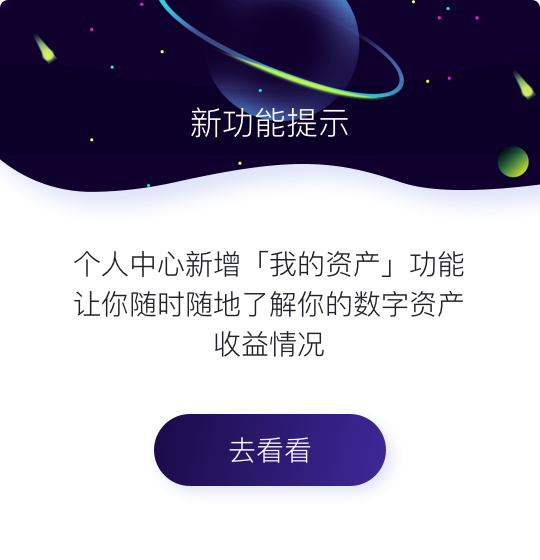 新功能提示
个人中心新增「我的资产」功能
让你随时随地了解你的数字资产
收益情况
去看看